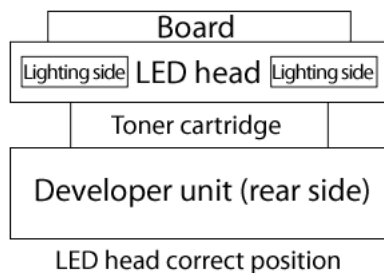 Board
Lighting side LED head Lighting side
Toner cartridge
Developer unit (rear side)
LED head correct position